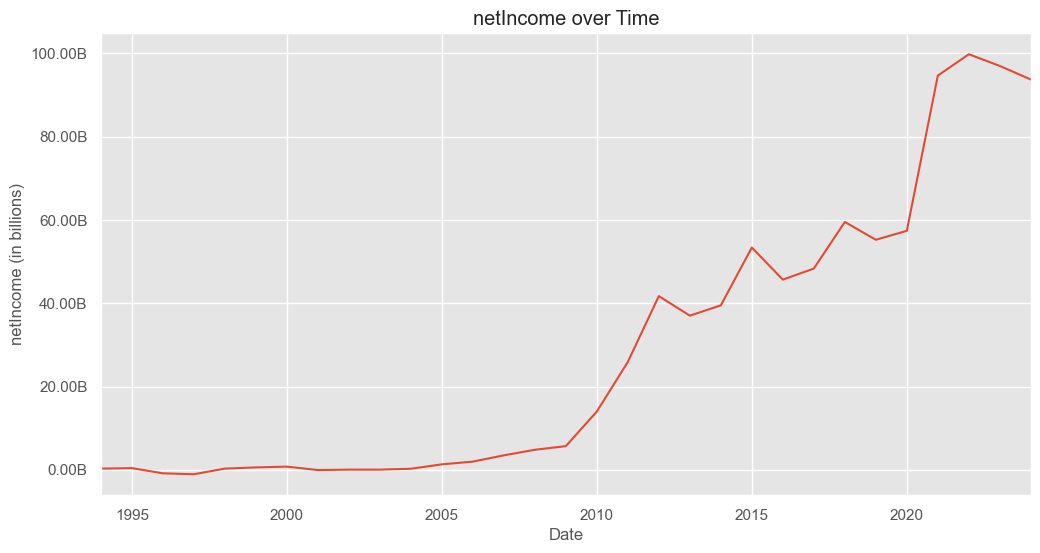 netIncome over Time
netIncome (in billions)
100.00B
80.00B
60.00B
40.00B
20.00B
0.00B
1995
2000
2005
2010
2015
2020
Date